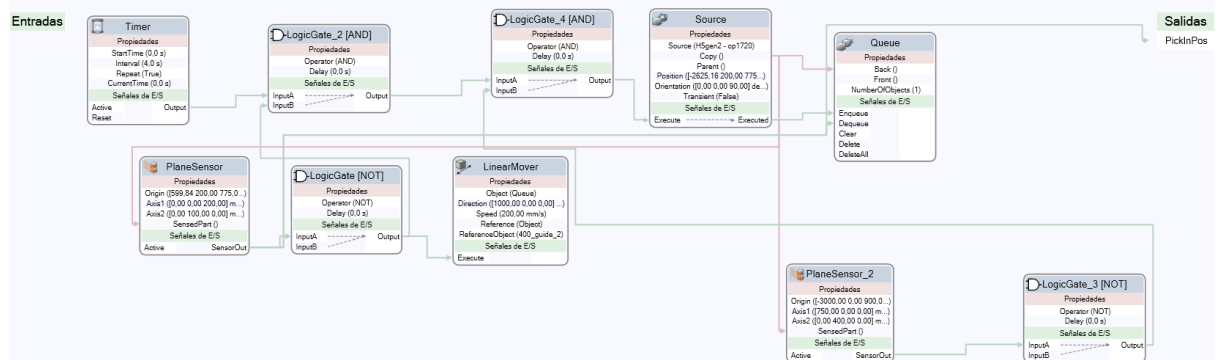 Entradas
Timer
Propiedades
StartTime (0,0 s)
Interval (4,0 s)
Repeat (True)
CurrentTime (0,0 s)
Señales de E/S
Active Output
Reset
LogicGate_2 [AND]
Propiedades
Operator (AND)
Delay (0,0 s)
Señales de E/S
InputA Output
InputB
LogicGate_4 [AND]
Propiedades
Operator (AND)
Delay (0,0 s)
Señales de E/S
InputA Output
InputB
Source
Propiedades
Source (H5gen2 - op1720)
Copy ()
Parent ()
Position ([-2625,16 200,00 775...)
Orientation ([0,00 0,00 90,00] de...)
Transient (False)
Señales de E/S
Execute Executed
Queue
Propiedades
Back ()
Front ()
NumberOfObjects (1)
Señales de E/S
Enqueue
Dequeue
Clear
Delete
DeleteAll
Salidas
PickInPos
PlaneSensor
Propiedades
Origin ([599,84 200,00 775,0...)
Axis1 ([0,00 0,00 200,00] m...)
Axis2 ([0,00 100,00 0,00] m...)
SensedPart ()
Señales de E/S
Active SensorOut
LogicGate [NOT]
Propiedades
Operator (NOT)
Delay (0,0 s)
Señales de E/S
InputA Output
InputB
LinearMover
Propiedades
Object (Queue)
Direction ([1000,00 0,00 0,00] ...)
Speed (200,00 mm/s)
Reference (Object)
ReferenceObject (400_guide_2)
Señales de E/S
Execute
PlaneSensor_2
Propiedades
Origin ([-3000,00 0,00 900,0...)
Axis1 ([750,00 0,00 0,00] m...)
Axis2 ([0,00 400,00 0,00] m...)
SensedPart ()
Señales de E/S
Active SensorOut
LogicGate_3 [NOT]
Propiedades
Operator (NOT)
Delay (0,0 s)
Señales de E/S
InputA Output
InputB